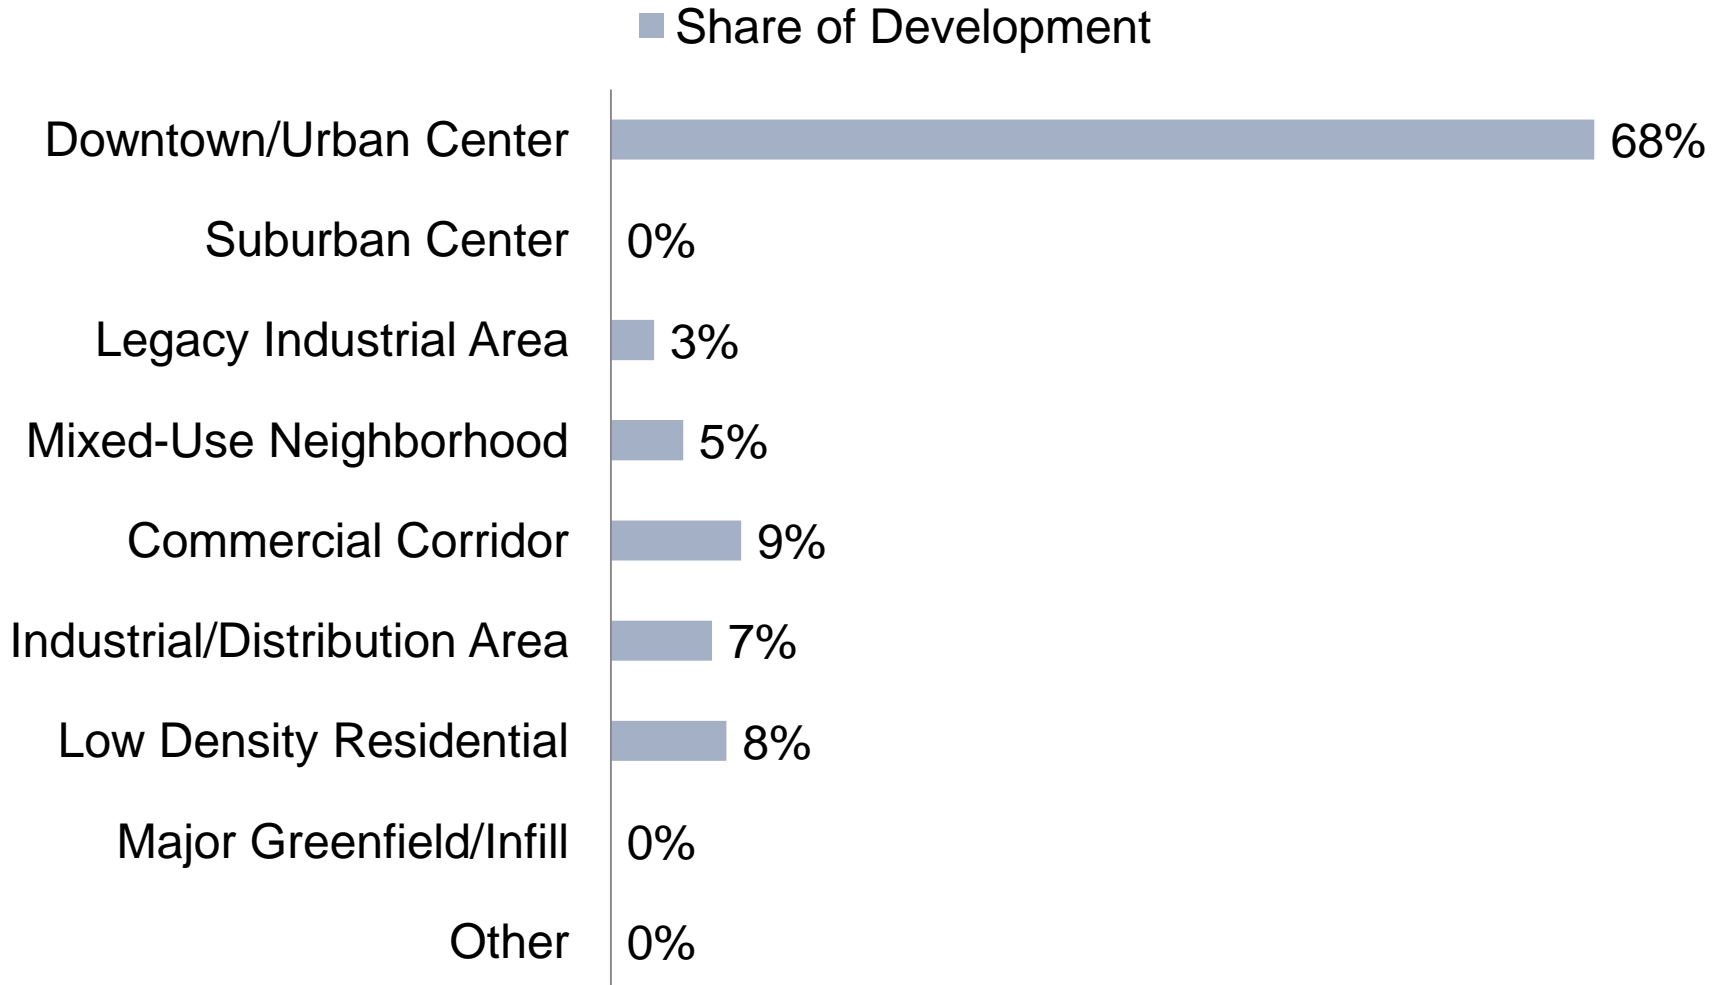 Share of Development
Downtown/Urban Center 68%
Suburban Center 0%
Legacy Industrial Area 3%
Mixed-Use Neighborhood 5%
Commercial Corridor 9%
Industrial/Distribution Area 7%
Low Density Residential 8%
Major Greenfield/Infill 0%
Other 0%